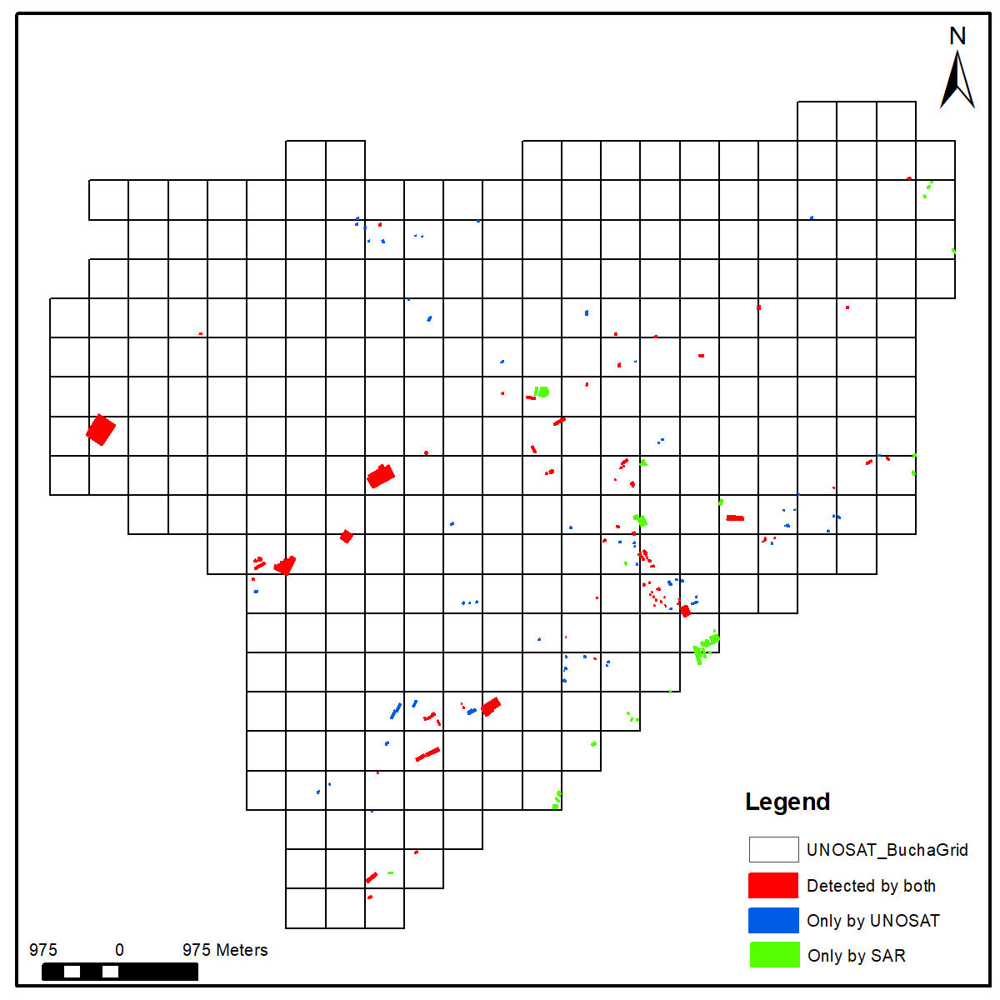 N
Legend
UNOSAT_BuchaGrid
Detected by both
Only by UNOSAT
Only by SAR
975 0 975 Meters